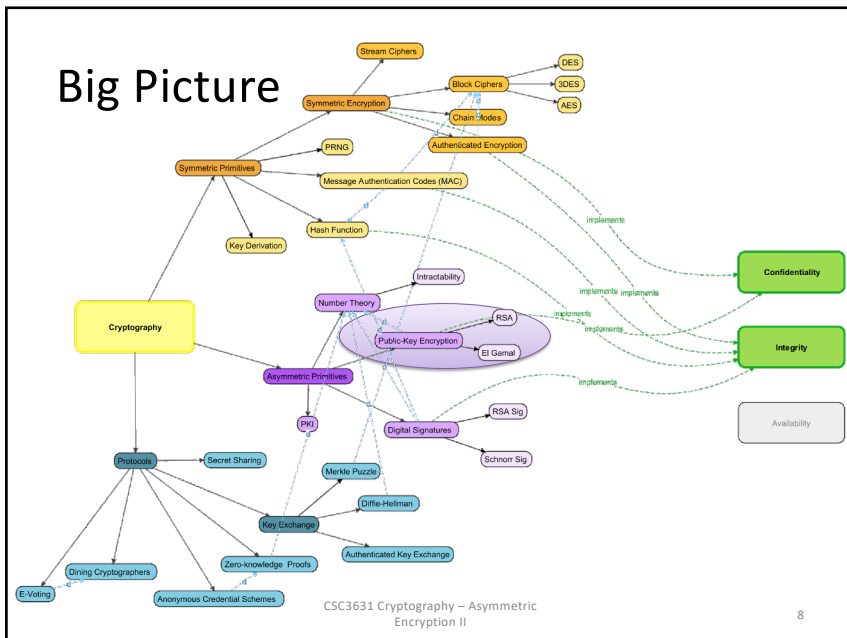 Big Picture
Stream Ciphers
DES
Block Ciphers
3DES
Symmetric Encryption
AES
Chain Modes
Authenticated Encryption
PRNG
Symmetric Primitives
Message Authentication Codes (MAC)
d
d
implements
Hash Function
Key Derivation
Confidentiality
Intractability
implements
implements
Number Theory
implements
RSA
implements
d
Cryptography
Public-Key Encryption
Integrity
El Gamal
Asymmetric Primitives
implements
d
RSA Sig
PKI
Availability
d
Digital Signatures
Schnorr Sig
Protocols
Secret Sharing
Merkle Puzzle
Diffie-Hellman
Key Exchange
Authenticated Key Exchange
Zero-knowledge Proofs
Dining Cryptographers
d
d
E-Voting
Anonymous Credential Schemes
CSC3631 Cryptography – Asymmetric
Encryption II
8